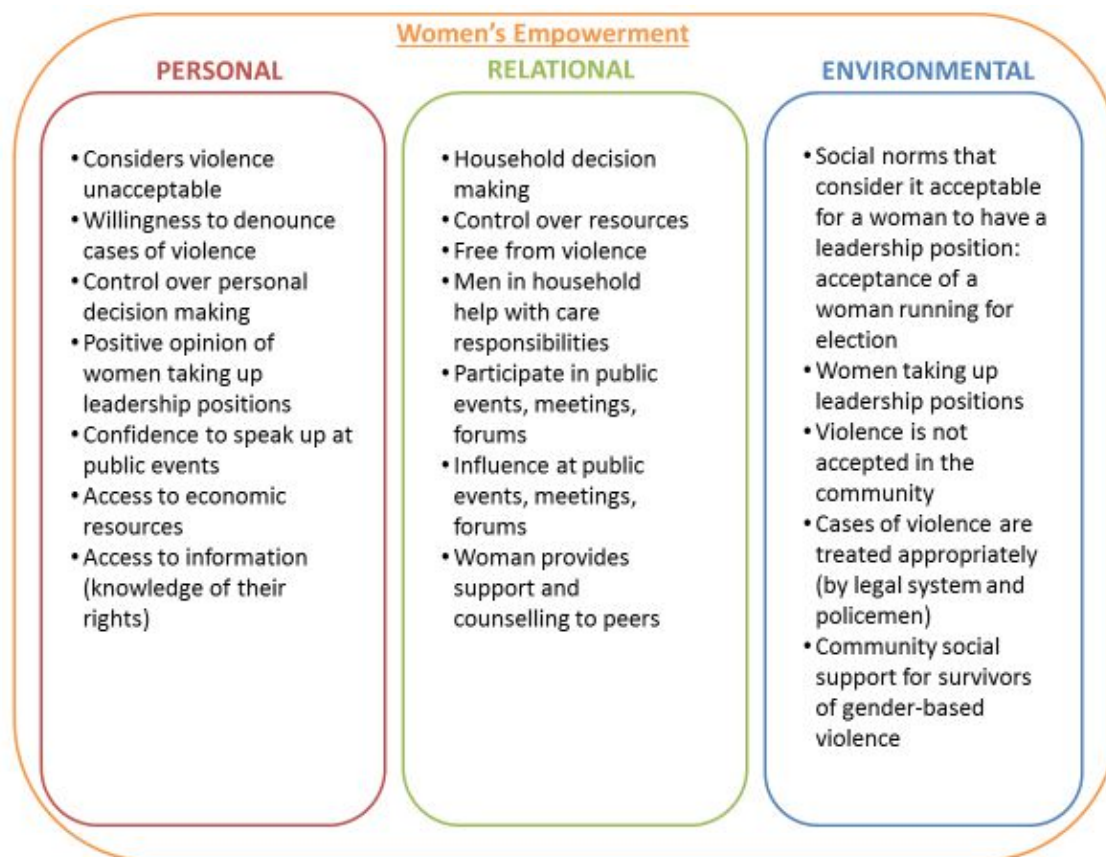 Women's Empowerment
PERSONAL
• Considers violence
unacceptable
• Willingness to denounce
cases of violence
• Control over personal
decision making
• Positive opinion of
women taking up
leadership positions
• Confidence to speak up at
public events
• Access to economic
resources
• Access to information
(knowledge of their
rights)
RELATIONAL
• Household decision
making
• Control over resources
• Free from violence
• Men in household
help with care
responsibilities
• Participate in public
events, meetings,
forums
• Influence at public
events, meetings,
forums
• Woman provides
support and
counselling to peers
ENVIRONMENTAL
• Social norms that
consider it acceptable
for a woman to have a
leadership position:
acceptance of a
woman running for
election
• Women taking up
leadership positions
• Violence is not
accepted in the
community
• Cases of violence are
treated appropriately
(by legal system and
policemen)
• Community social
support for survivors
of gender-based
violence